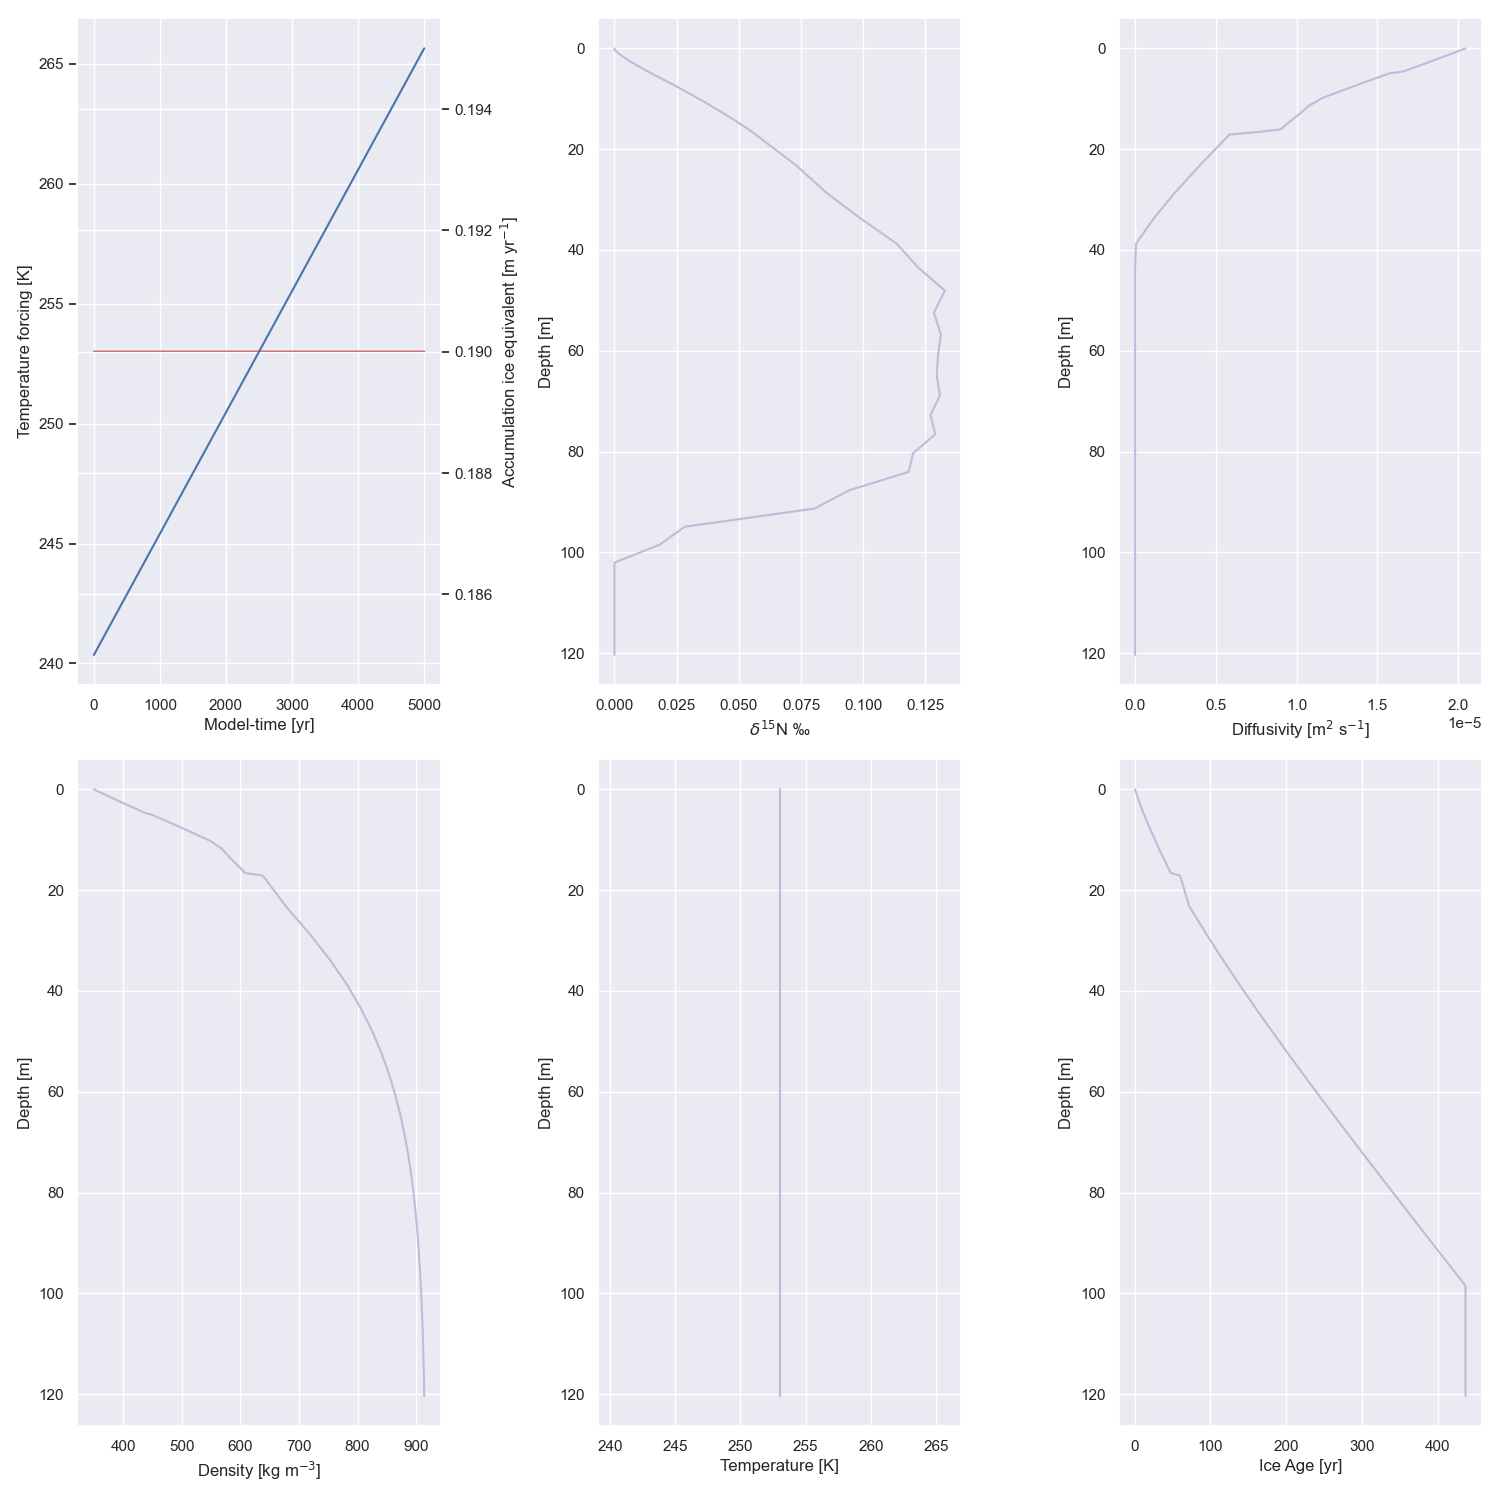 Temperature forcing [K]
265
260
255
250
245
240
0 1000 2000 3000 4000 5000
Model-time [yr]
Accumulation ice equivalent [m yr⁻¹]
0.194
0.192
0.190
0.188
0.186
Depth [m]
0
20
40
60
80
100
120
0.000 0.025 0.050 0.075 0.100 0.125
δ¹⁵N ‰
Depth [m]
0
20
40
60
80
100
120
0.0 0.5 1.0 1.5 2.0
1e−5
Diffusivity [m² s⁻¹]
Depth [m]
0
20
40
60
80
100
120
400 500 600 700 800 900
Density [kg m⁻³]
Depth [m]
0
20
40
60
80
100
120
240 245 250 255 260 265
Temperature [K]
Depth [m]
0
20
40
60
80
100
120
0 100 200 300 400
Ice Age [yr]